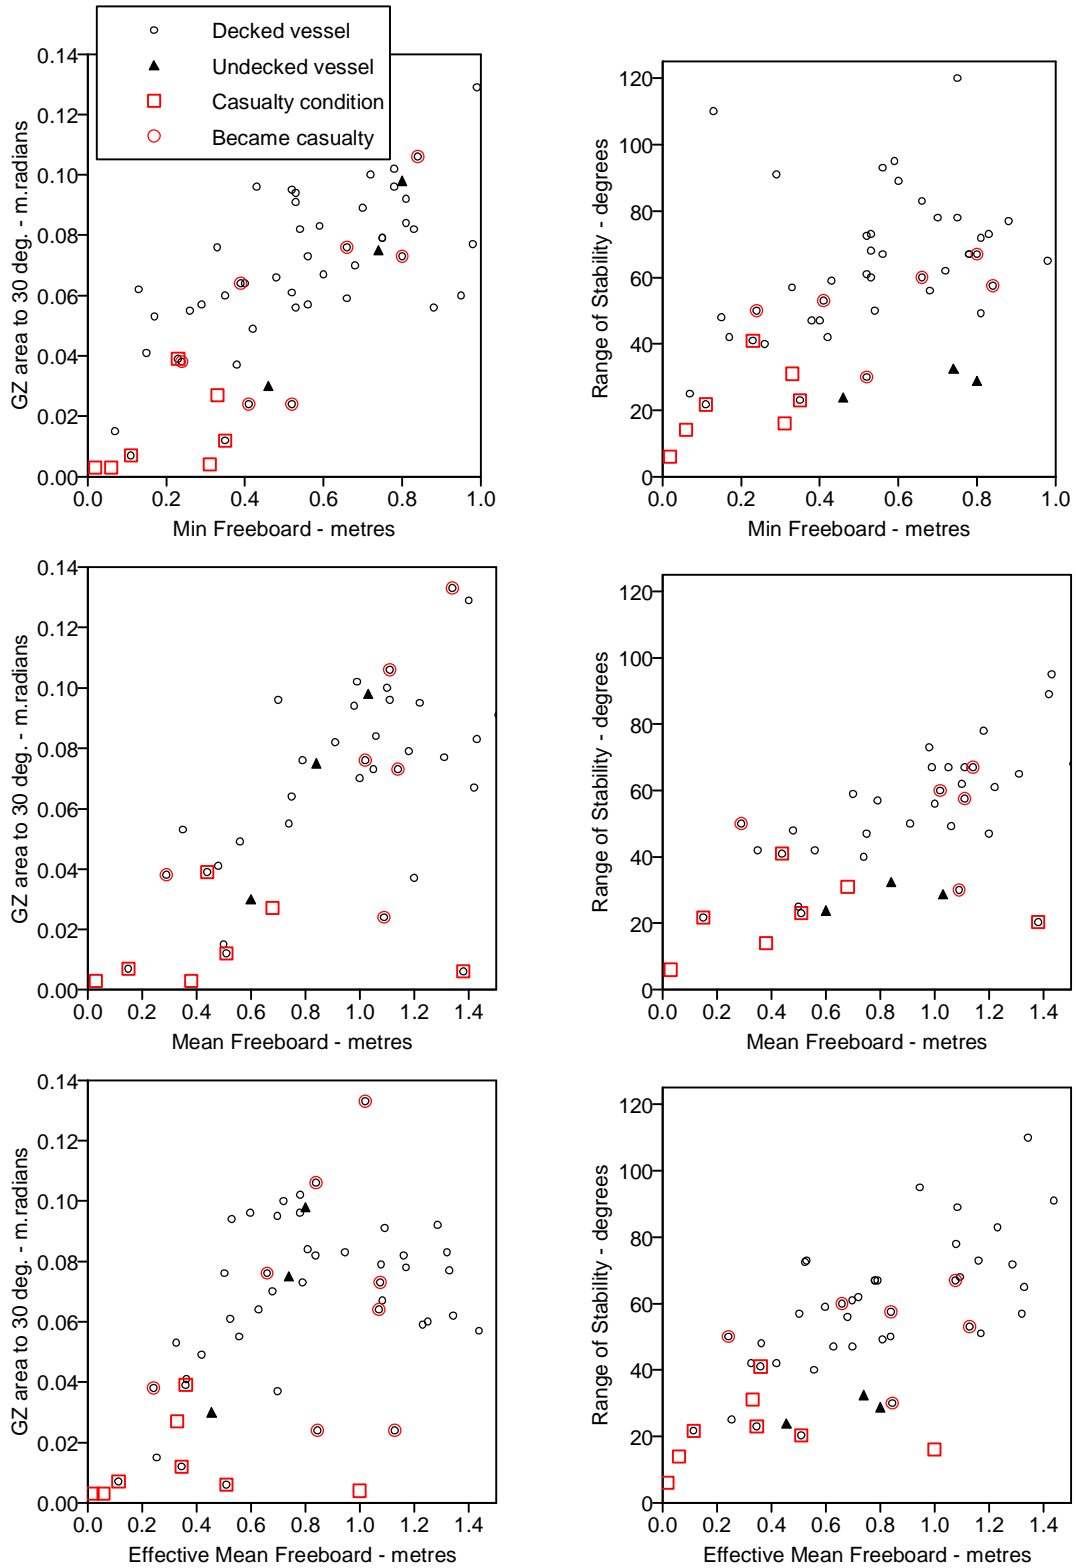 Decked vessel
Undecked vessel
Casualty condition
Became casualty
GZ area to 30 deg. - m.radians
0.14
0.12
0.10
0.08
0.06
0.04
0.02
0.00
0.0 0.2 0.4 0.6 0.8 1.0
Min Freeboard - metres
Range of Stability - degrees
120
100
80
60
40
20
0
0.0 0.2 0.4 0.6 0.8 1.0
Min Freeboard - metres
GZ area to 30 deg. - m.radians
0.14
0.12
0.10
0.08
0.06
0.04
0.02
0.00
0.0 0.2 0.4 0.6 0.8 1.0 1.2 1.4
Mean Freeboard - metres
Range of Stability - degrees
120
100
80
60
40
20
0
0.0 0.2 0.4 0.6 0.8 1.0 1.2 1.4
Mean Freeboard - metres
GZ area to 30 deg. - m.radians
0.14
0.12
0.10
0.08
0.06
0.04
0.02
0.00
0.0 0.2 0.4 0.6 0.8 1.0 1.2 1.4
Effective Mean Freeboard - metres
Range of Stability - degrees
120
100
80
60
40
20
0
0.0 0.2 0.4 0.6 0.8 1.0 1.2 1.4
Effective Mean Freeboard - metres